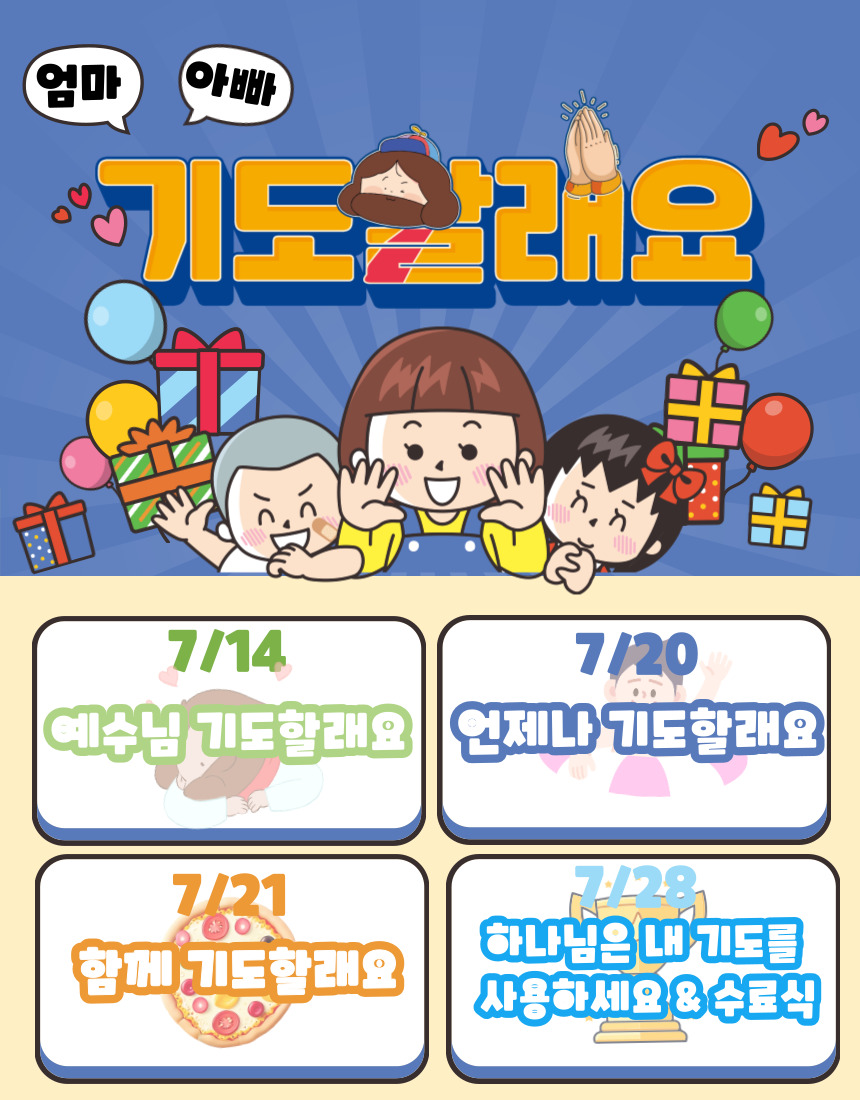 엄마
아빠
기도할래요
7/14
예수님 기도할래요
7/20
언제나 기도할래요
7/21
함께 기도할래요
7/28
하나님은 내 기도를
사용하세요 & 수료식